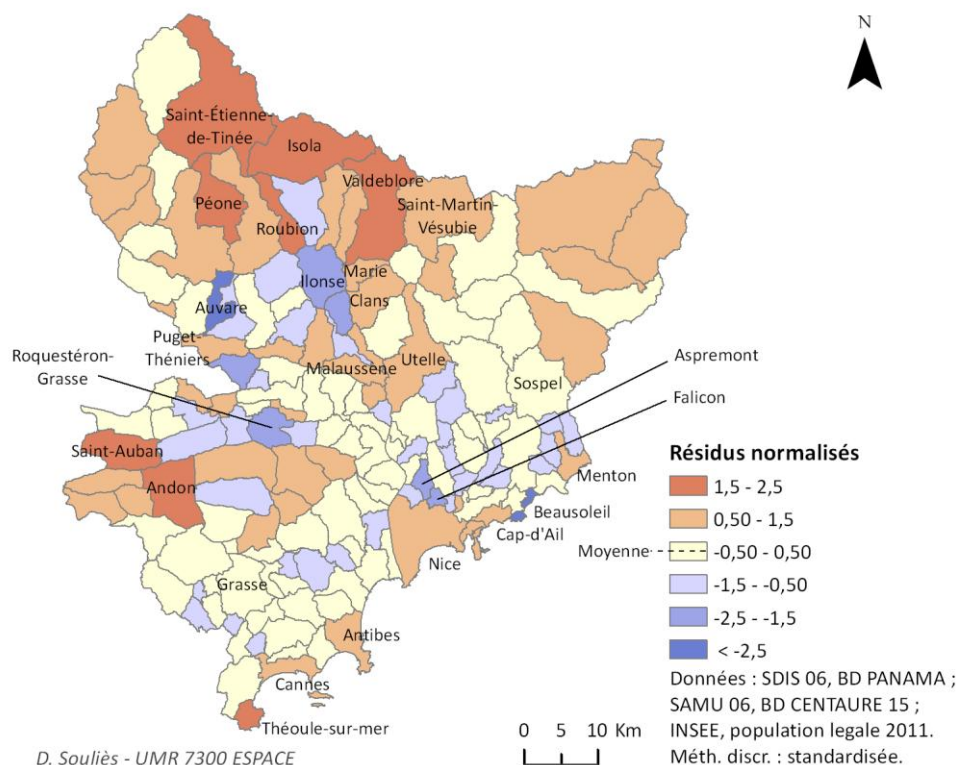 N
Saint-Étienne-
de-Tinée
Isola
Valdeblore
Péone
Saint-Martin-
Vésubie
Roubion
Marie
Ilonse
Clans
Auvare
Puget-
Théniers
Roquestéron-
Grasse
Malaussène
Utelle
Aspremont
Sospel
Falicon
Saint-Auban
Andon
Menton
Beausoleil
Cap-d'Ail
Nice
Grasse
Antibes
Cannes
Théoule-sur-mer
Résidus normalisés
1,5 - 2,5
0,50 - 1,5
Moyenne -0,50 - 0,50
-1,5 - -0,50
-2,5 - -1,5
< -2,5
Données : SDIS 06, BD PANAMA ;
SAMU 06, BD CENTAURE 15 ;
INSEE, population legale 2011.
Méth. discr. : standardisée.
0 5 10 Km
D. Souliès - UMR 7300 ESPACE